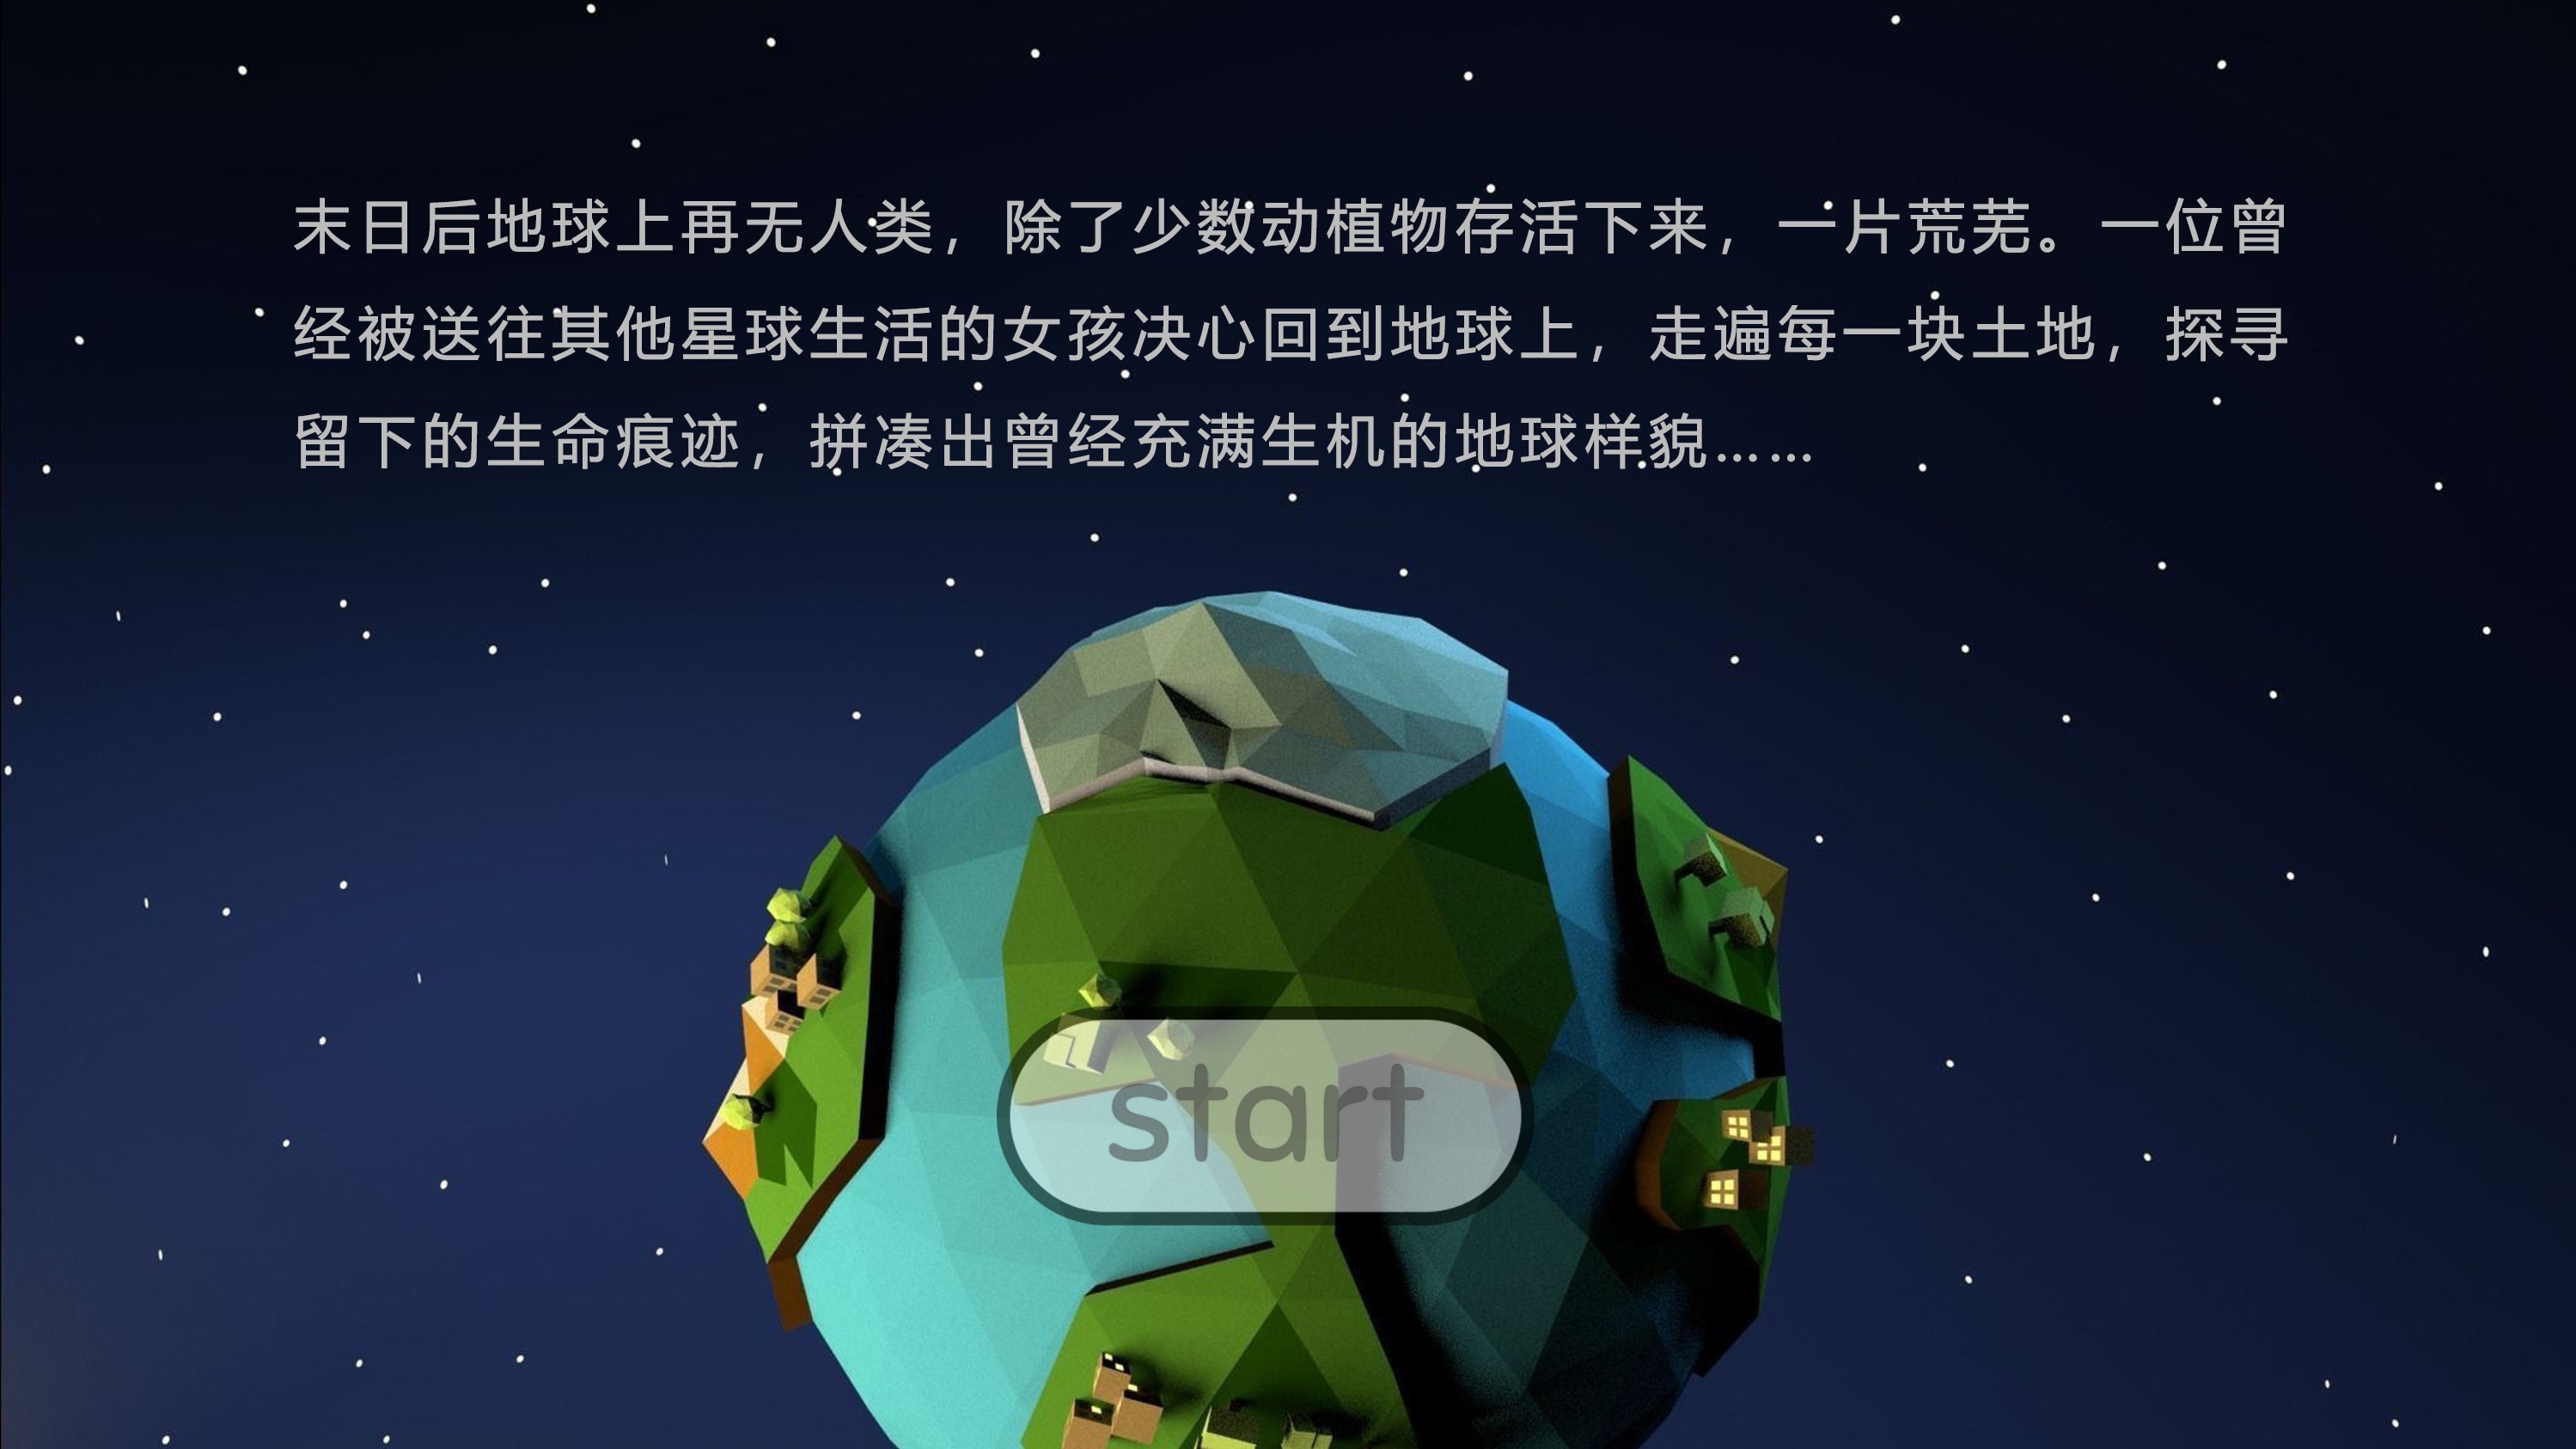 末日后地球上再无人类，除了少数动植物存活下来，一片荒芜。一位曾
经被送往其他星球生活的女孩决心回到地球上，走遍每一块土地，探寻
留下的生命痕迹，拼凑出曾经充满生机的地球样貌……
start